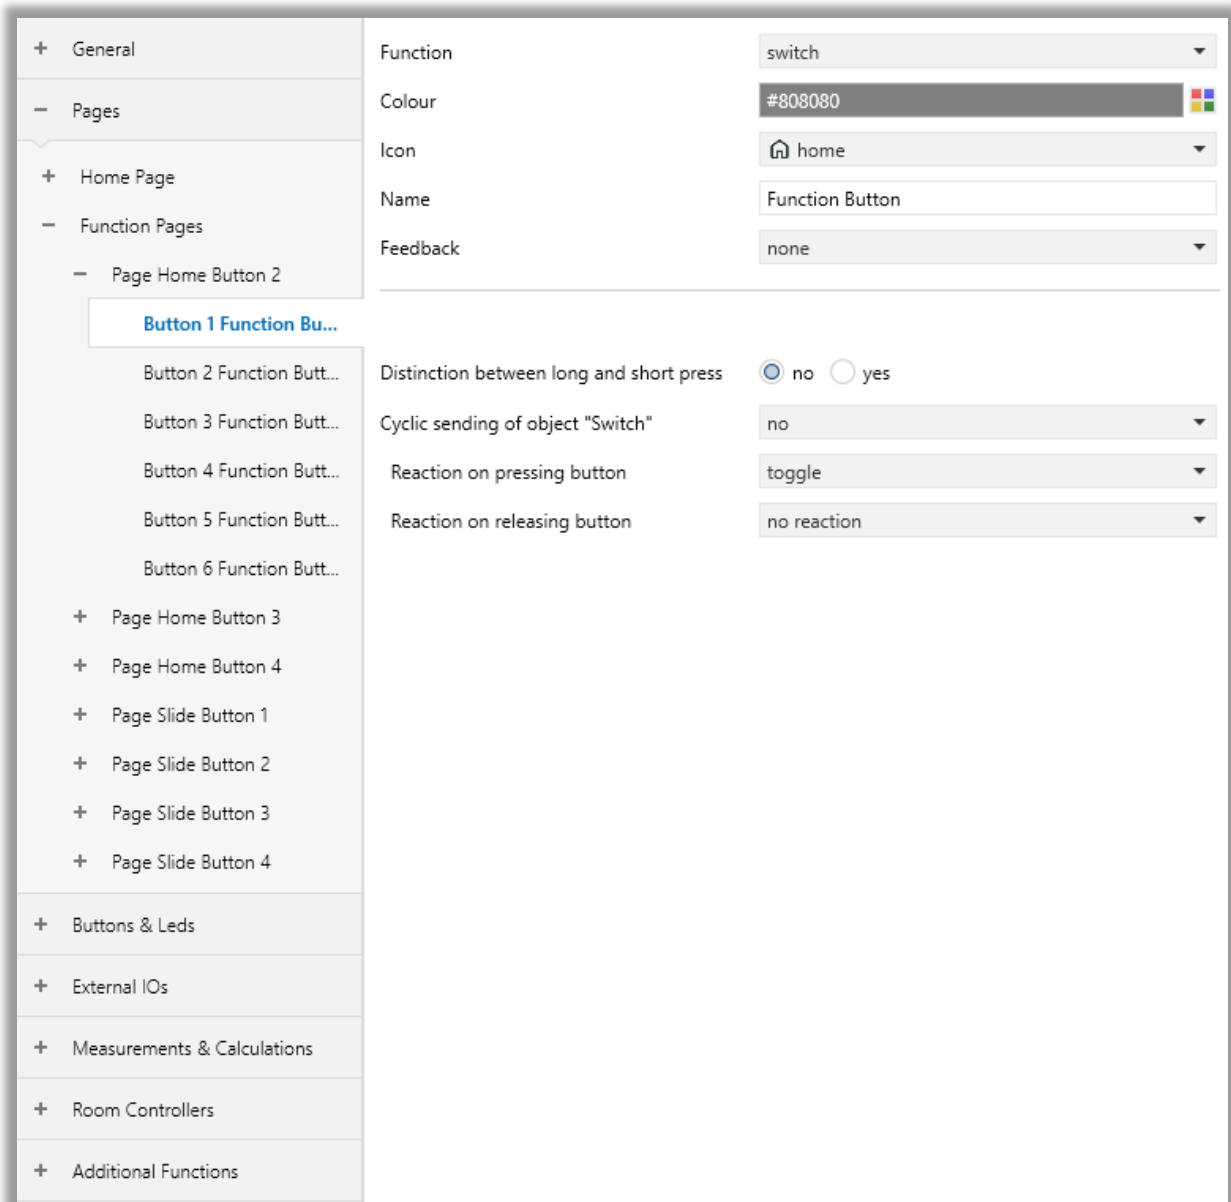 General
Pages
Home Page
Function Pages
Page Home Button 2
Button 1 Function Bu...
Button 2 Function Butt...
Button 3 Function Butt...
Button 4 Function Butt...
Button 5 Function Butt...
Button 6 Function Butt...
Page Home Button 3
Page Home Button 4
Page Slide Button 1
Page Slide Button 2
Page Slide Button 3
Page Slide Button 4
Buttons & Leds
External IOs
Measurements & Calculations
Room Controllers
Additional Functions
Function switch
Colour #808080
Icon home
Name Function Button
Feedback none
Distinction between long and short press no yes
Cyclic sending of object "Switch" no
Reaction on pressing button toggle
Reaction on releasing button no reaction